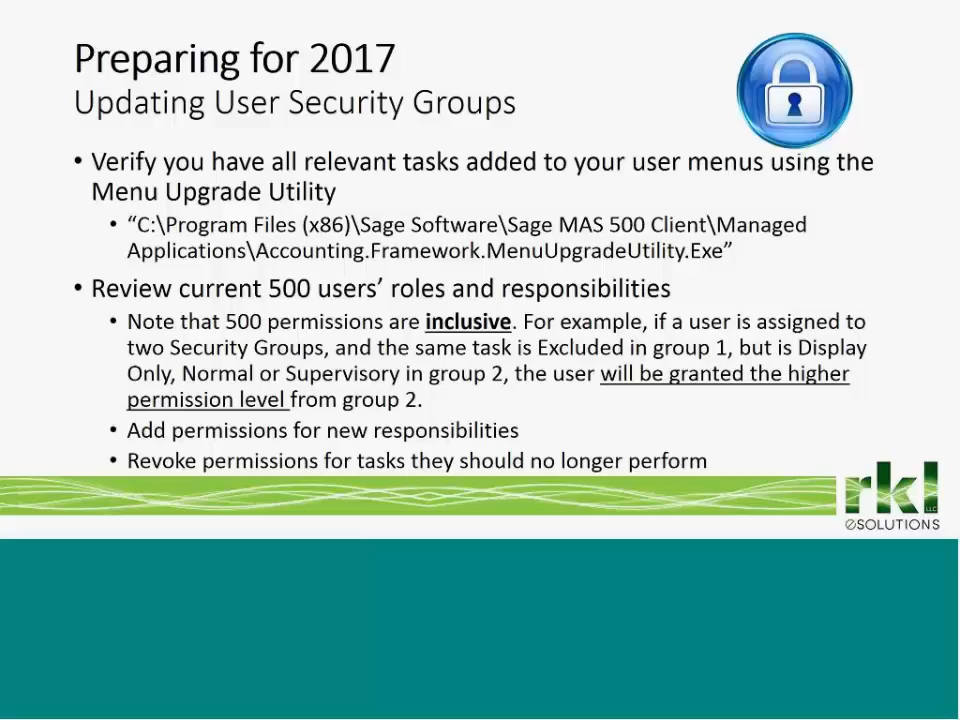 Preparing for 2017
Updating User Security Groups
• Verify you have all relevant tasks added to your user menus using the
Menu Upgrade Utility
• “C:\Program Files (x86)\Sage Software\Sage MAS 500 Client\Managed
Applications\Accounting.Framework.MenuUpgradeUtility.Exe”
• Review current 500 users’ roles and responsibilities
• Note that 500 permissions are inclusive. For example, if a user is assigned to
two Security Groups, and the same task is Excluded in group 1, but is Display
Only, Normal or Supervisory in group 2, the user will be granted the higher
permission level from group 2.
• Add permissions for new responsibilities
• Revoke permissions for tasks they should no longer perform
rkl
LLC
eSOLUTIONS